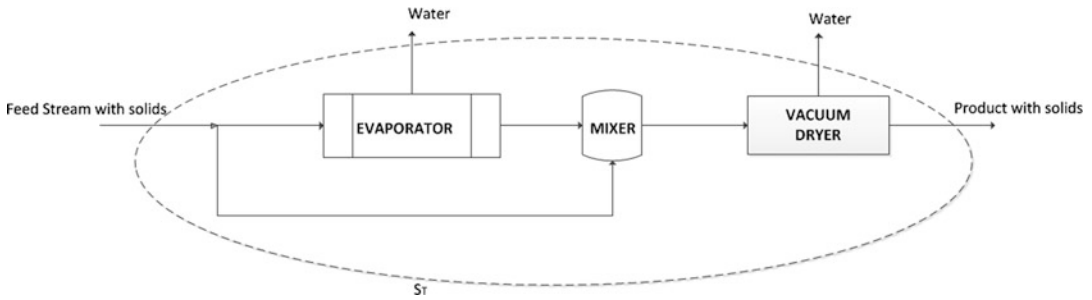 Water
Water
Feed Stream with solids
EVAPORATOR
MIXER
VACUUM
DRYER
Product with solids
ST